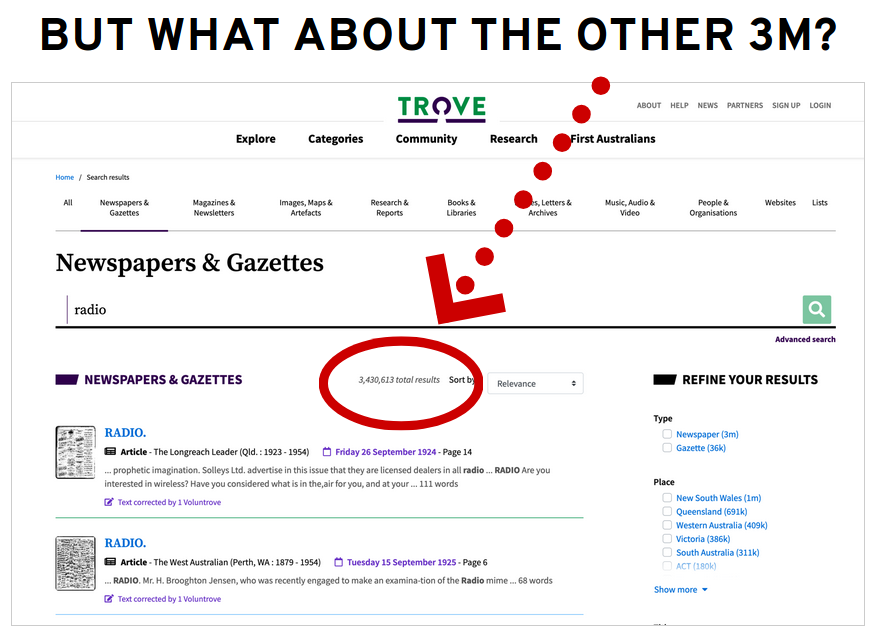 BUT WHAT ABOUT THE OTHER 3M?
TROVE
ABOUT HELP NEWS PARTNERS SIGN UP LOGIN
Explore Categories Community Research First Australians
Home / Search results
All
Newspapers &
Gazettes
Magazines &
Newsletters
Images, Maps &
Artefacts
Research &
Reports
Books &
Libraries
Letters &
Archives
Music, Audio &
Video
People &
Organisations
Websites
Lists
Newspapers & Gazettes
radio
Advanced search
NEWSPAPERS & GAZETTES
3,430,613 total results Sort by
Relevance
RADIO.
Article - The Longreach Leader (Qld. : 1923 - 1954) Friday 26 September 1924 - Page 14
... prophetic imagination. Solleys Ltd. advertise in this issue that they are licensed dealers in all radio ... RADIO Are you
interested in wireless? Have you considered what is in the,air for you, and at your ... 111 words
Text corrected by 1 Voluntrove
RADIO.
Article - The West Australian (Perth, WA : 1879 - 1954) Tuesday 15 September 1925 - Page 6
... RADIO. Mr. H. Broughton Jensen, who was recently engaged to make an examina-tion of the Radio mime ... 68 words
Text corrected by 1 Voluntrove
REFINE YOUR RESULTS
Type
Newspaper (3m)
Gazette (36k)
Place
New South Wales (1m)
Queensland (691k)
Western Australia (409k)
Victoria (386k)
South Australia (311k)
ACT (180k)
Show more